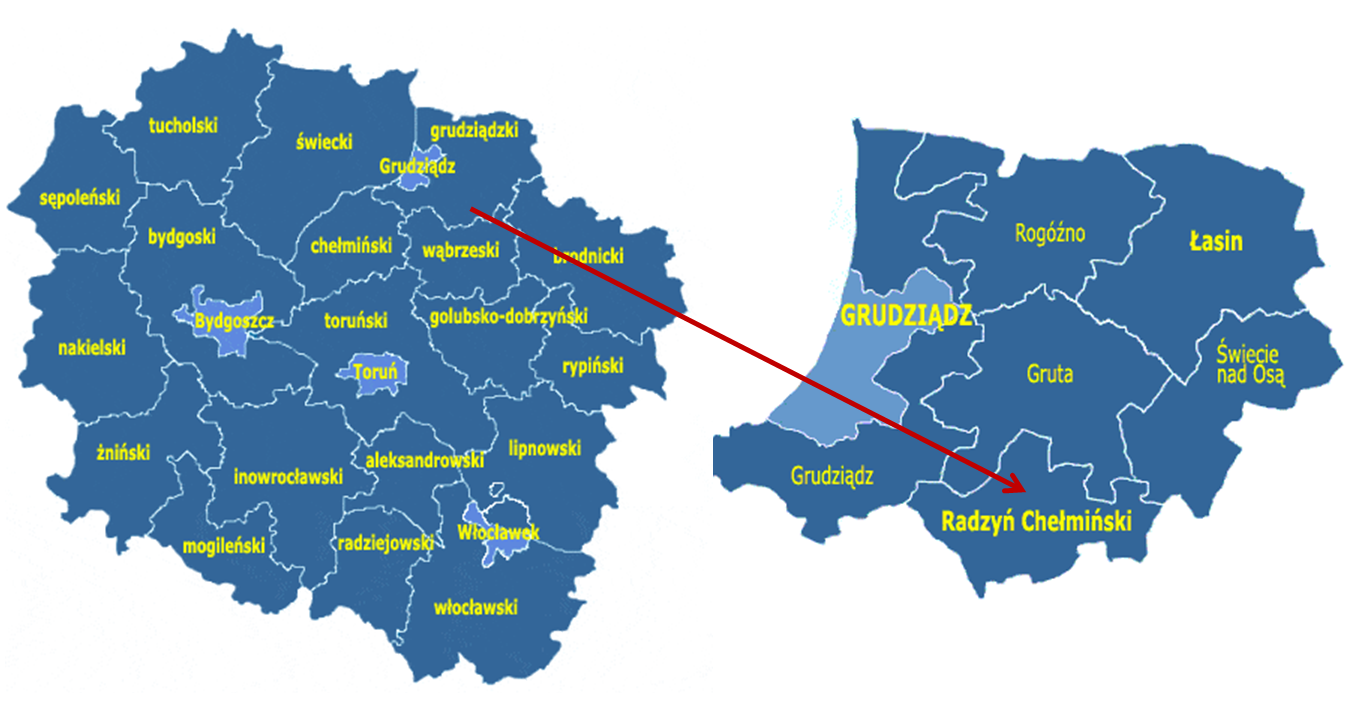 tucholski
świecki
grudziądzki
Grudziądz
sępoleński
bydgoski
chełmiński
wąbrzeski
brodnicki
Bydgoszcz
toruński
golubsko-dobrzyński
nakielski
Toruń
rypiński
żniński
inowrocławski
aleksandrowski
lipnowski
mogileński
radziejowski
Włocławek
włocławski
Rogóźno
Łasin
GRUDZIĄDZ
Gruta
Świecie
nad Osą
Grudziądz
Radzyń Chełmiński